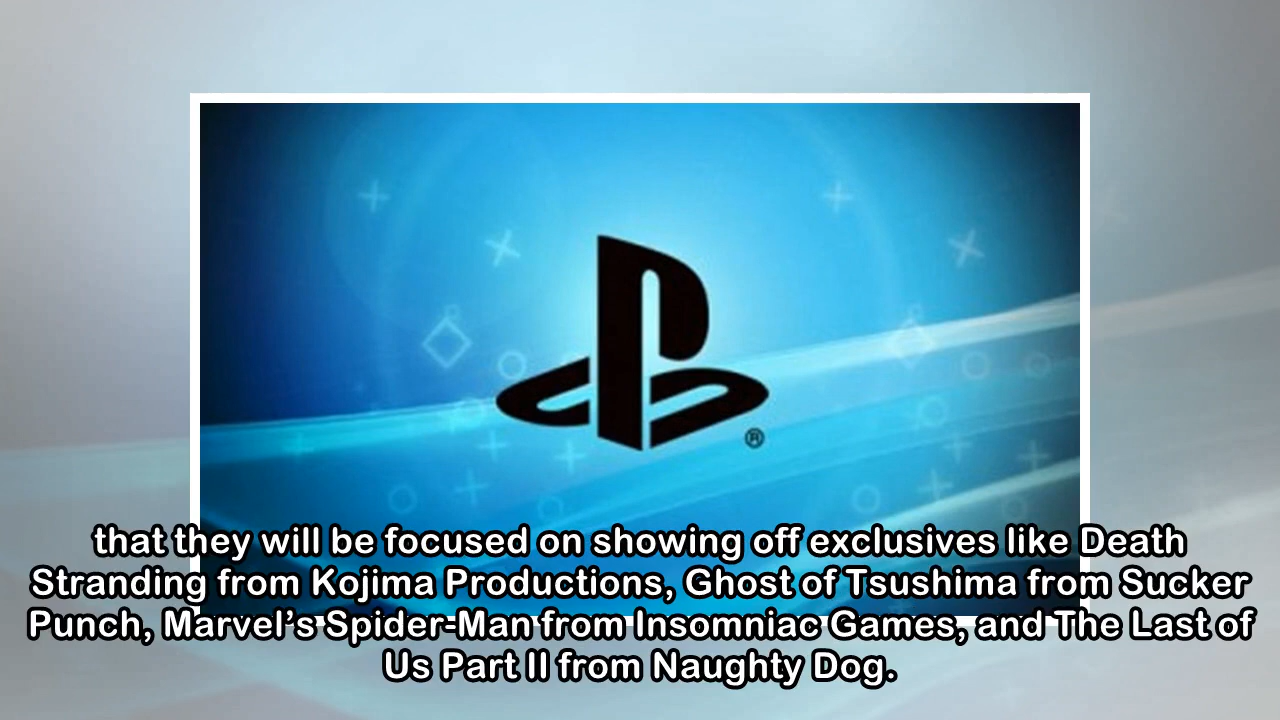 ®
that they will be focused on showing off exclusives like Death
Stranding from Kojima Productions, Ghost of Tsushima from Sucker
Punch, Marvel’s Spider-Man from Insomniac Games, and The Last of
Us Part II from Naughty Dog.